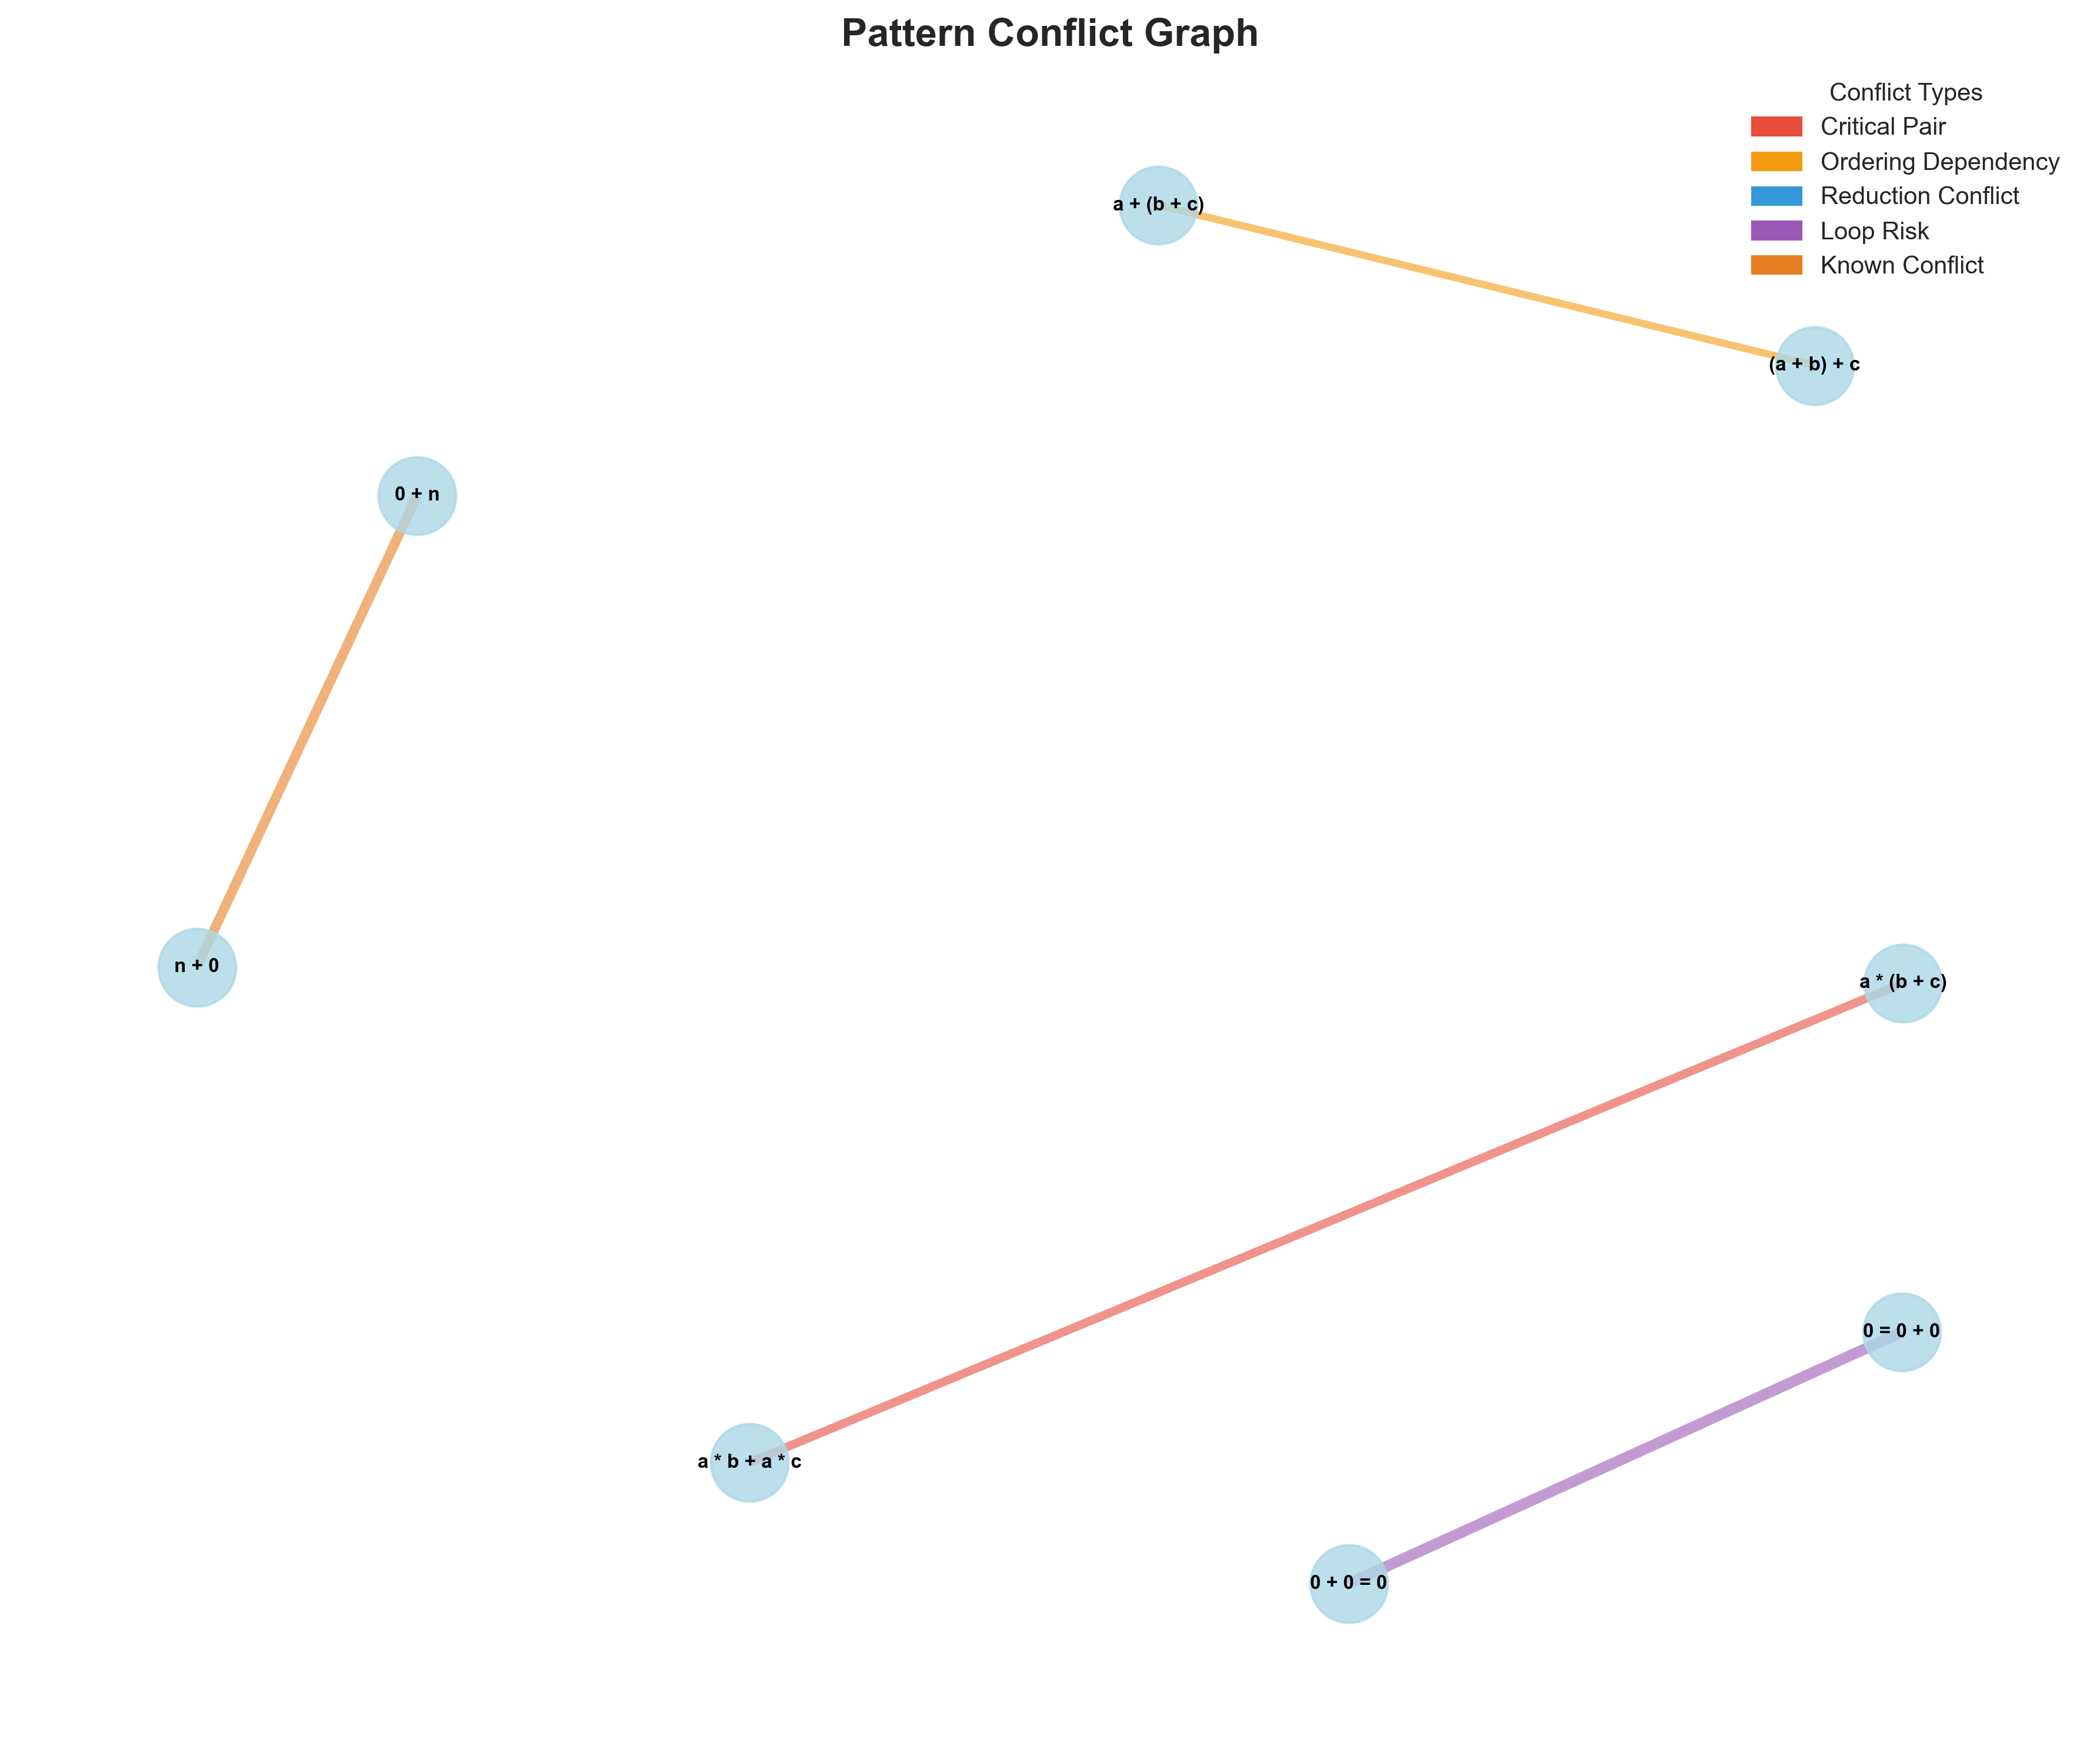 Pattern Conflict Graph
Conflict Types
Critical Pair
Ordering Dependency
Reduction Conflict
Loop Risk
Known Conflict
a + (b + c)
(a + b) + c
0 + n
n + 0
a * (b + c)
0 = 0 + 0
a * b + a * c
0 + 0 = 0